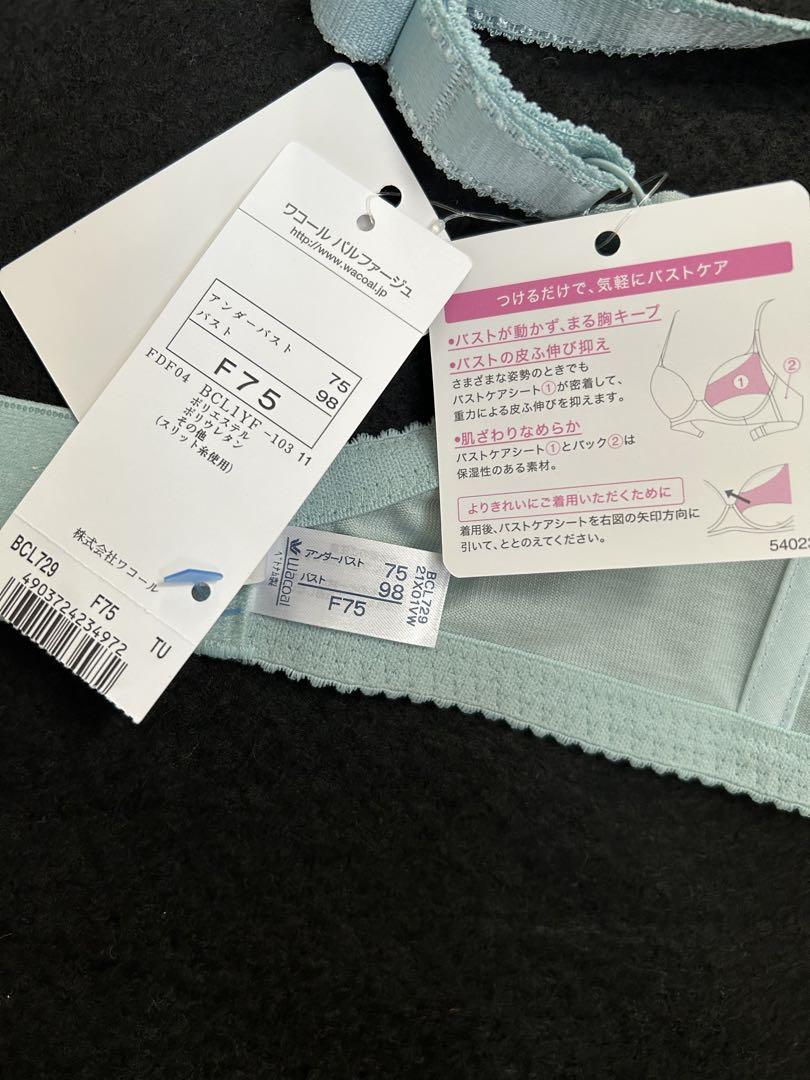 ワコール パルファージュ
http://www.wacoal.jp
アンダーバスト 75
バスト 98
F75
FDF04 BCL1YF-103 11
ポリエステル
ポリウレタン
その他
(スリット糸使用)
株式会社ワコール
BCL729 F75 TU
4903724234972
つけるだけで、気軽にバストケア
•バストが動かず、まる胸キープ
•バストの皮ふ伸び抑え
さまざまな姿勢のときでも
バストケアシート①が密着して、
重力による皮ふ伸びを抑えます。
•肌ざわりなめらか
バストケアシート①とバック②は
保湿性のある素材。
①
②
よりきれいにご着用いただくために
着用後、バストケアシートを右図の矢印方向に
引いて、ととのえてください。
54023
Wacoal
ベトナム製
アンダーバスト 75
バスト 98
F75
BCL729
21X01VW